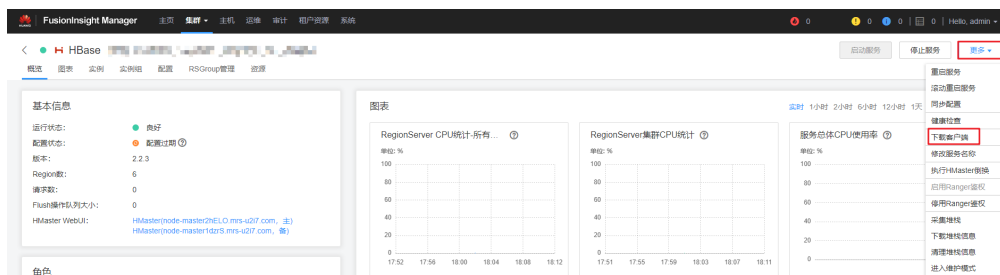 HUAWEI FusionInsight Manager 主页 集群 主机 运维 审计 租户资源 系统 0 0 0 0 Hello, admin
HBase 启动服务 停止服务 更多
概览 图表 实例 实例组 配置 RSGroup管理 资源
重启服务
滚动重启服务
同步配置
健康检查
下载客户端
修改服务名称
执行HMaster倒换
启用Ranger鉴权
停用Ranger鉴权
采集堆栈
下载堆栈信息
清理堆栈信息
进入维护模式
基本信息
运行状态: 良好
配置状态: 配置过期
版本: 2.2.3
Region数: 6
请求数: 0
Flush操作队列大小: 0
HMaster WebUI: HMaster(node-master2hELO.mrs-u2i7.com, 主)
HMaster(node-master1dzrS.mrs-u2i7.com, 备)
角色
图表 实时 1小时 2小时 6小时 12小时 1天
RegionServer CPU统计-所有...
单位: %
100
80
60
40
20
0
17:52 17:56 18:00 18:04 18:08 18:12
RegionServer集群CPU统计
单位: %
100
80
60
40
20
0
17:51 17:55 17:59 18:03 18:07 18:11
服务总体CPU使用率
单位: %
100
80
60
40
20
0